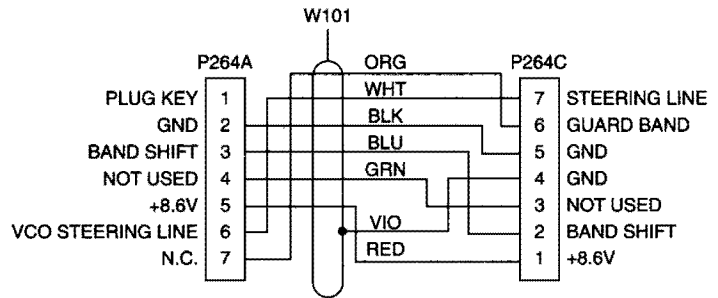 W101
P264A ORG P264C
PLUG KEY 1 WHT 7 STEERING LINE
GND 2 BLK 6 GUARD BAND
BAND SHIFT 3 BLU 5 GND
NOT USED 4 GRN 4 GND
+8.6V 5 3 NOT USED
VCO STEERING LINE 6 VIO 2 BAND SHIFT
N.C. 7 RED 1 +8.6V